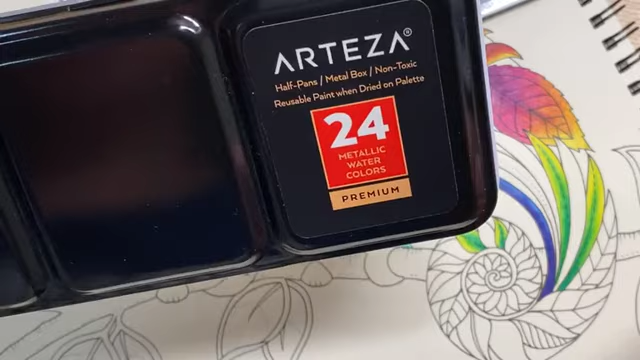 ARTEZA®
Half-Pans / Metal Box / Non-Toxic
Reusable Paint when Dried on Palette
24
METALLIC
WATER
COLORS
PREMIUM